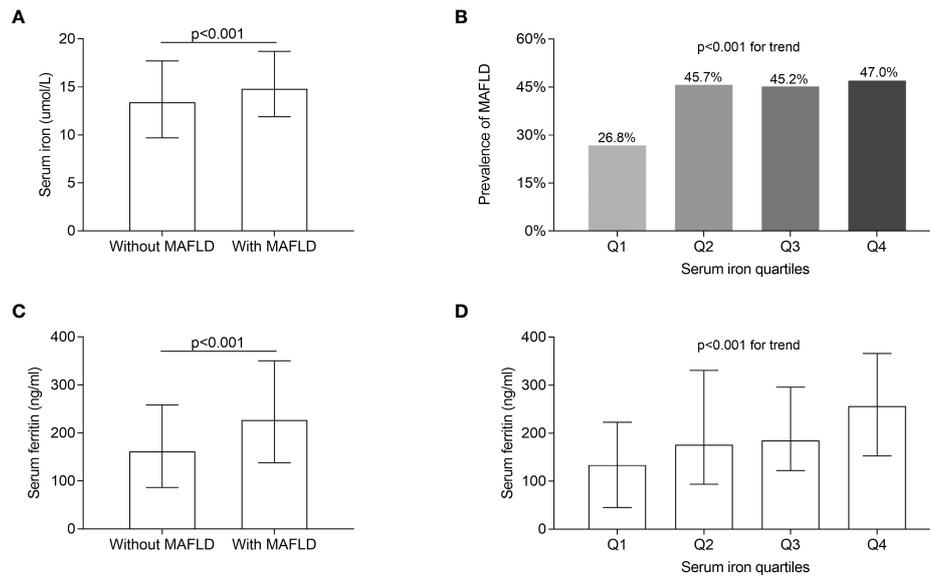 A
Serum iron (umol/L)
20
15
10
5
0
p<0.001
Without MAFLD
With MAFLD
B
Prevalence of MAFLD
60%
45%
30%
15%
0%
p<0.001 for trend
26.8%
45.7%
45.2%
47.0%
Q1
Q2
Q3
Q4
Serum iron quartiles
C
Serum ferritin (ng/ml)
400
300
200
100
0
p<0.001
Without MAFLD
With MAFLD
D
Serum ferritin (ng/ml)
400
300
200
100
0
p<0.001 for trend
Q1
Q2
Q3
Q4
Serum iron quartiles